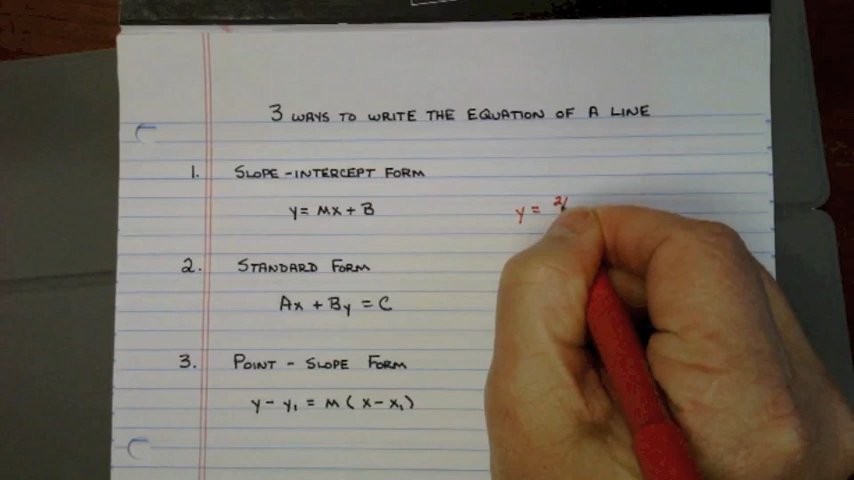 3 WAYS TO WRITE THE EQUATION OF A LINE
1. SLOPE-INTERCEPT FORM
y = Mx + B
y = 2/
2. STANDARD FORM
Ax + By = C
3. POINT - SLOPE FORM
y - y₁ = M ( x - x₁ )